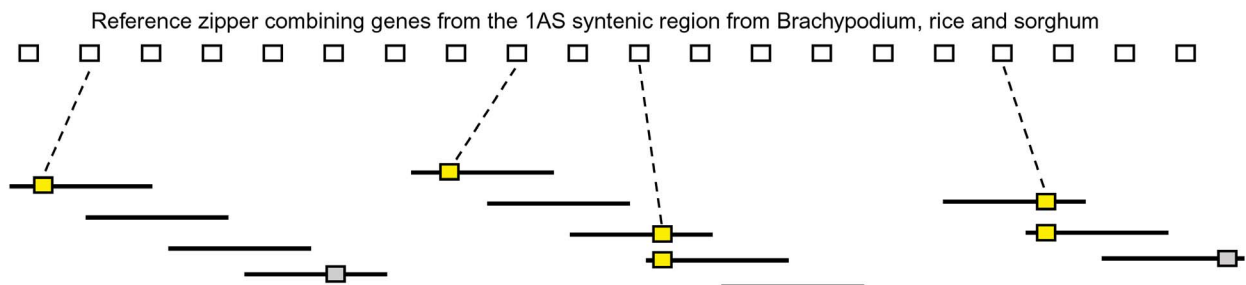 Reference zipper combining genes from the 1AS syntenic region from Brachypodium, rice and sorghum